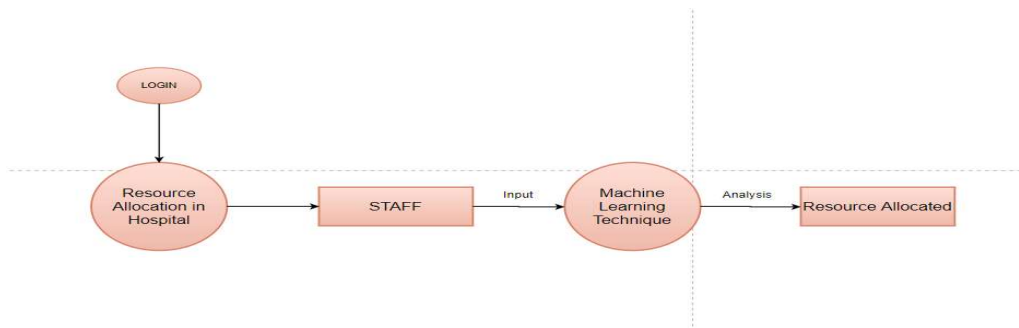 LOGIN
Resource
Allocation in
Hospital
STAFF
Input
Machine
Learning
Technique
Analysis
Resource Allocated